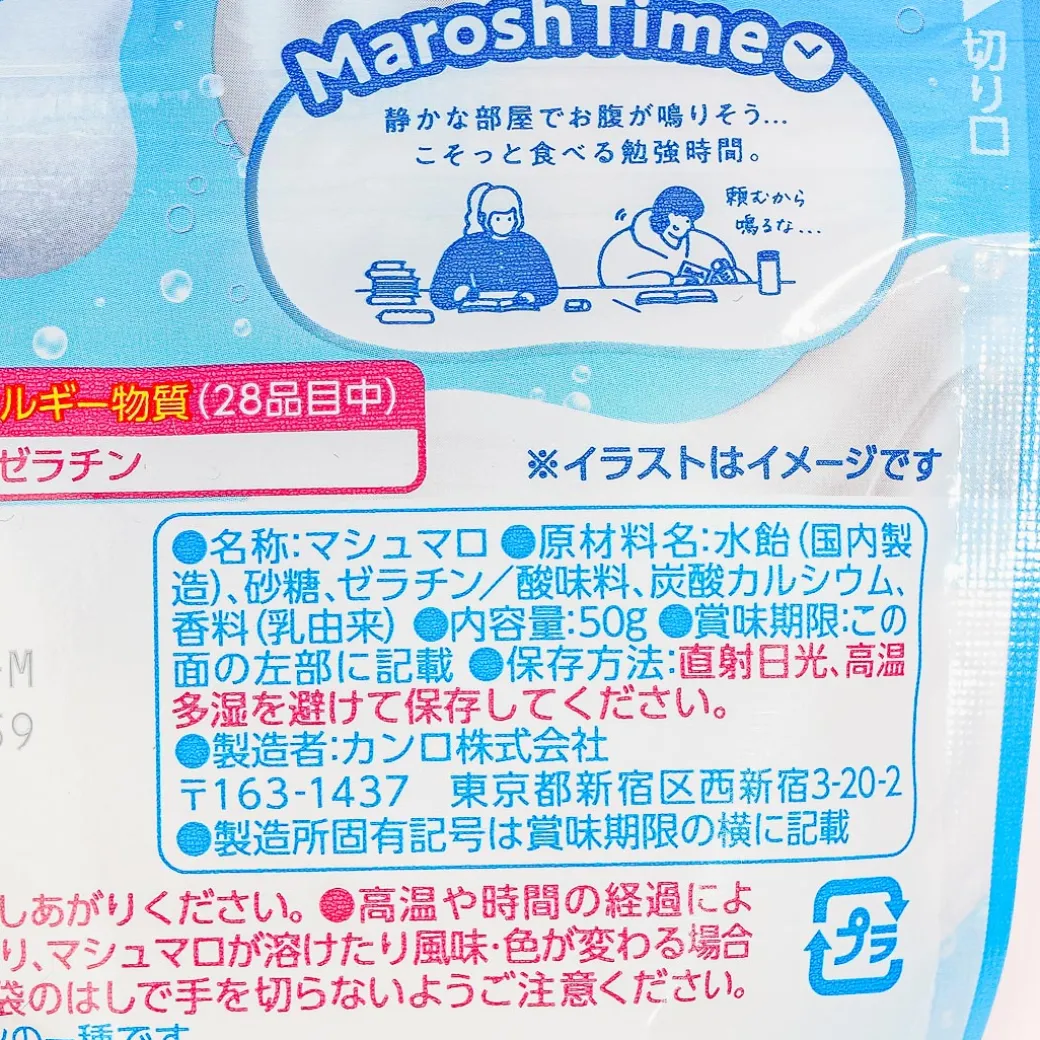 MaroshTime
切り口
静かな部屋でお腹が鳴りそう…
こそっと食べる勉強時間。
頼むから
鳴るな…
ルギー物質(28品目中)
ゼラチン
※イラストはイメージです
●名称:マシュマロ ●原材料名:水飴(国内製
造)、砂糖、ゼラチン／酸味料、炭酸カルシウム、
香料(乳由来) ●内容量:50g ●賞味期限:この
面の左部に記載 ●保存方法:直射日光、高温
多湿を避けて保存してください。
●製造者:カンロ株式会社
〒163-1437 東京都新宿区西新宿3-20-2
●製造所固有記号は賞味期限の横に記載
M
59
しあがりください。●高温や時間の経過によ
り、マシュマロが溶けたり風味・色が変わる場合
袋のはしで手を切らないようご注意ください。
の一種です
プラ